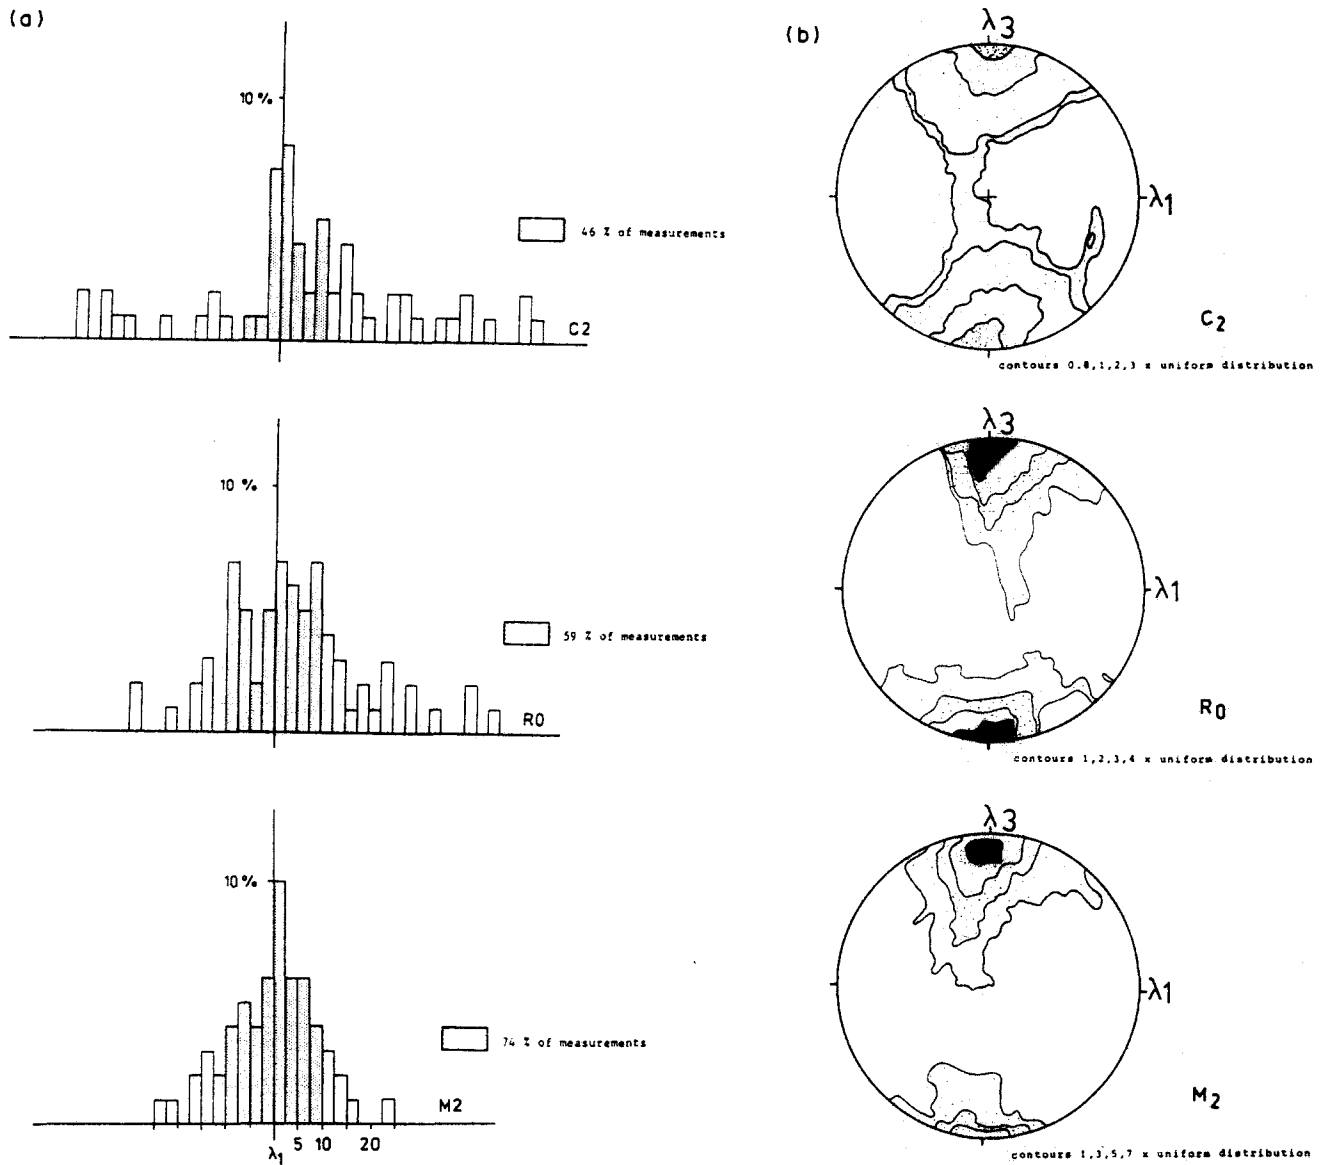 (a)
10 %
46 % of measurements
C2
10 %
59 % of measurements
R0
10 %
74 % of measurements
M2
λ1 5 10 20
(b)
λ3
λ1
C2
contours 0.8,1,2,3 x uniform distribution
λ3
λ1
R0
contours 1,2,3,4 x uniform distribution
λ3
λ1
M2
contours 1,3,5,7 x uniform distribution